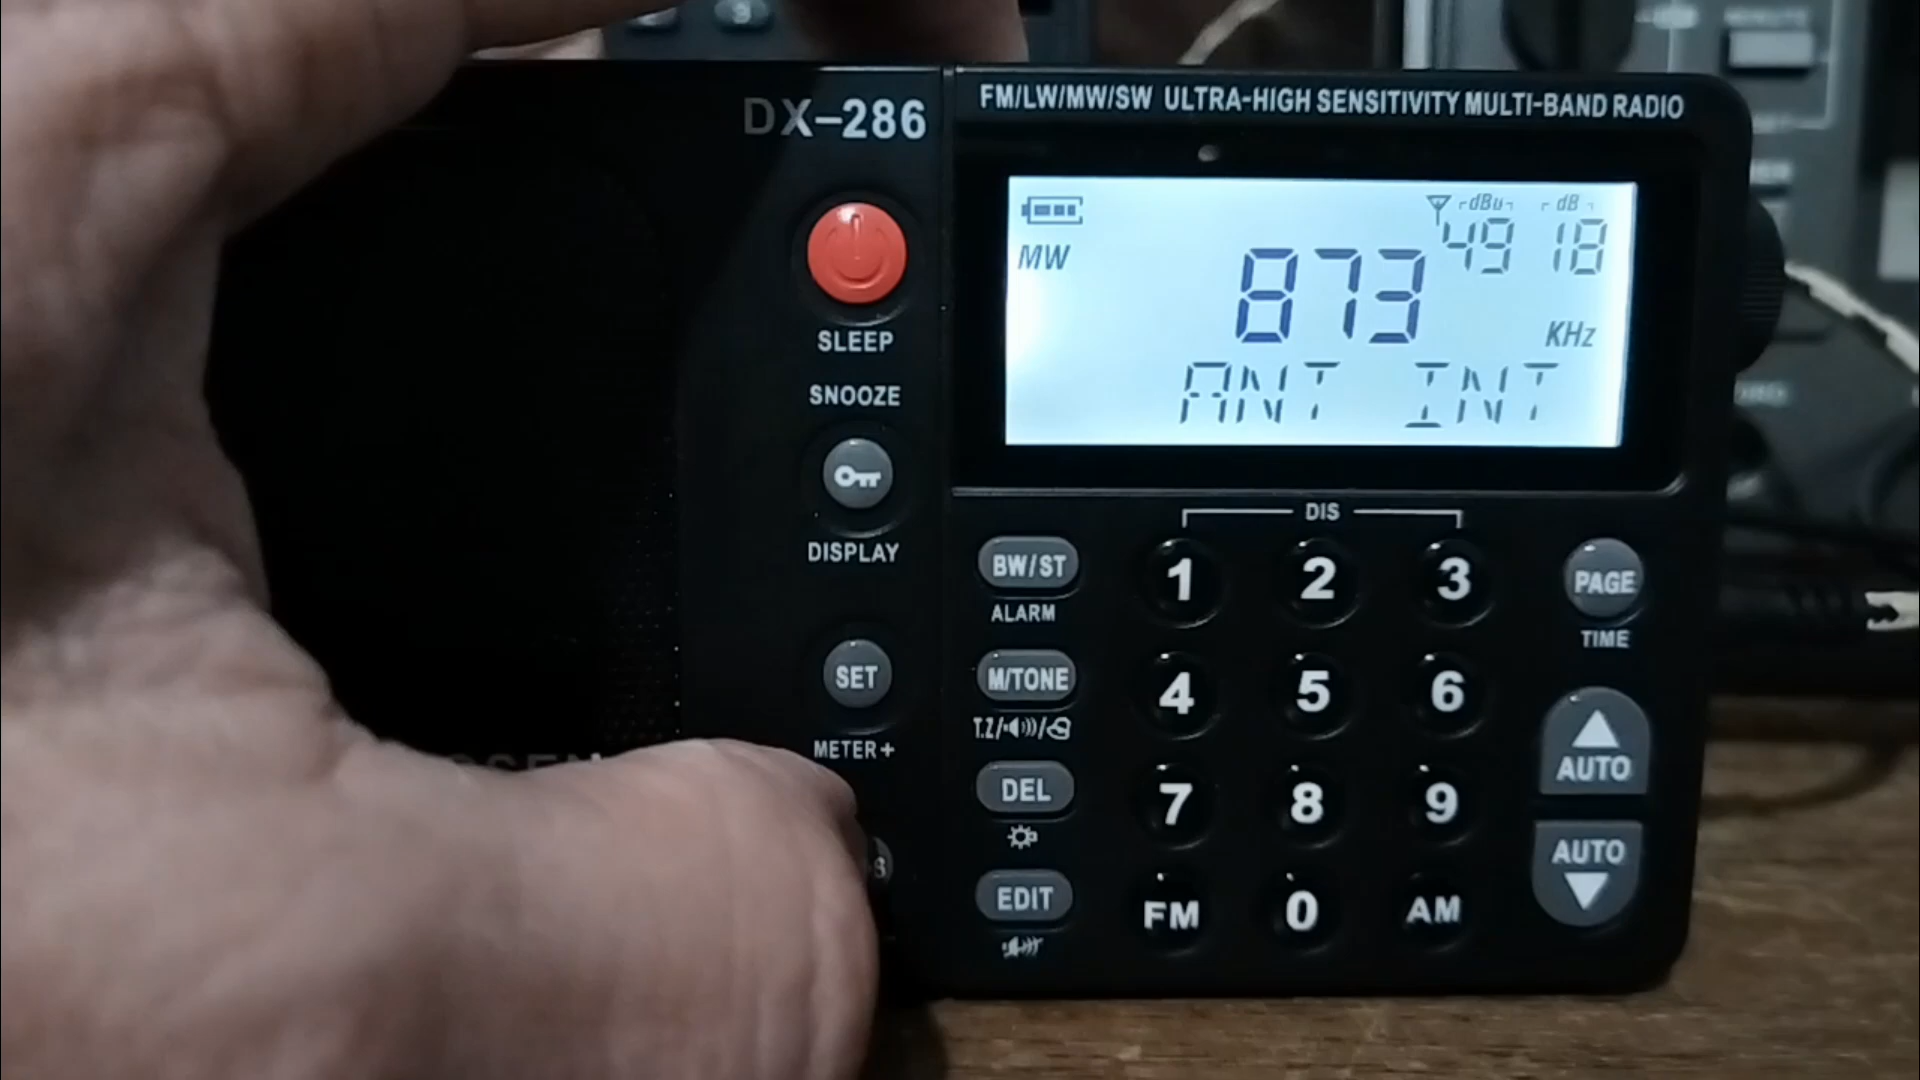 DX-286
FM/LW/MW/SW ULTRA-HIGH SENSITIVITY MULTI-BAND RADIO
dBu dB
49 18
MW
873
KHz
ANT INT
SLEEP
SNOOZE
DISPLAY
SET
METER+
DIS
BW/ST 1 2 3 PAGE
ALARM TIME
M/TONE 4 5 6
T.Z/
AUTO
DEL 7 8 9
AUTO
EDIT FM 0 AM